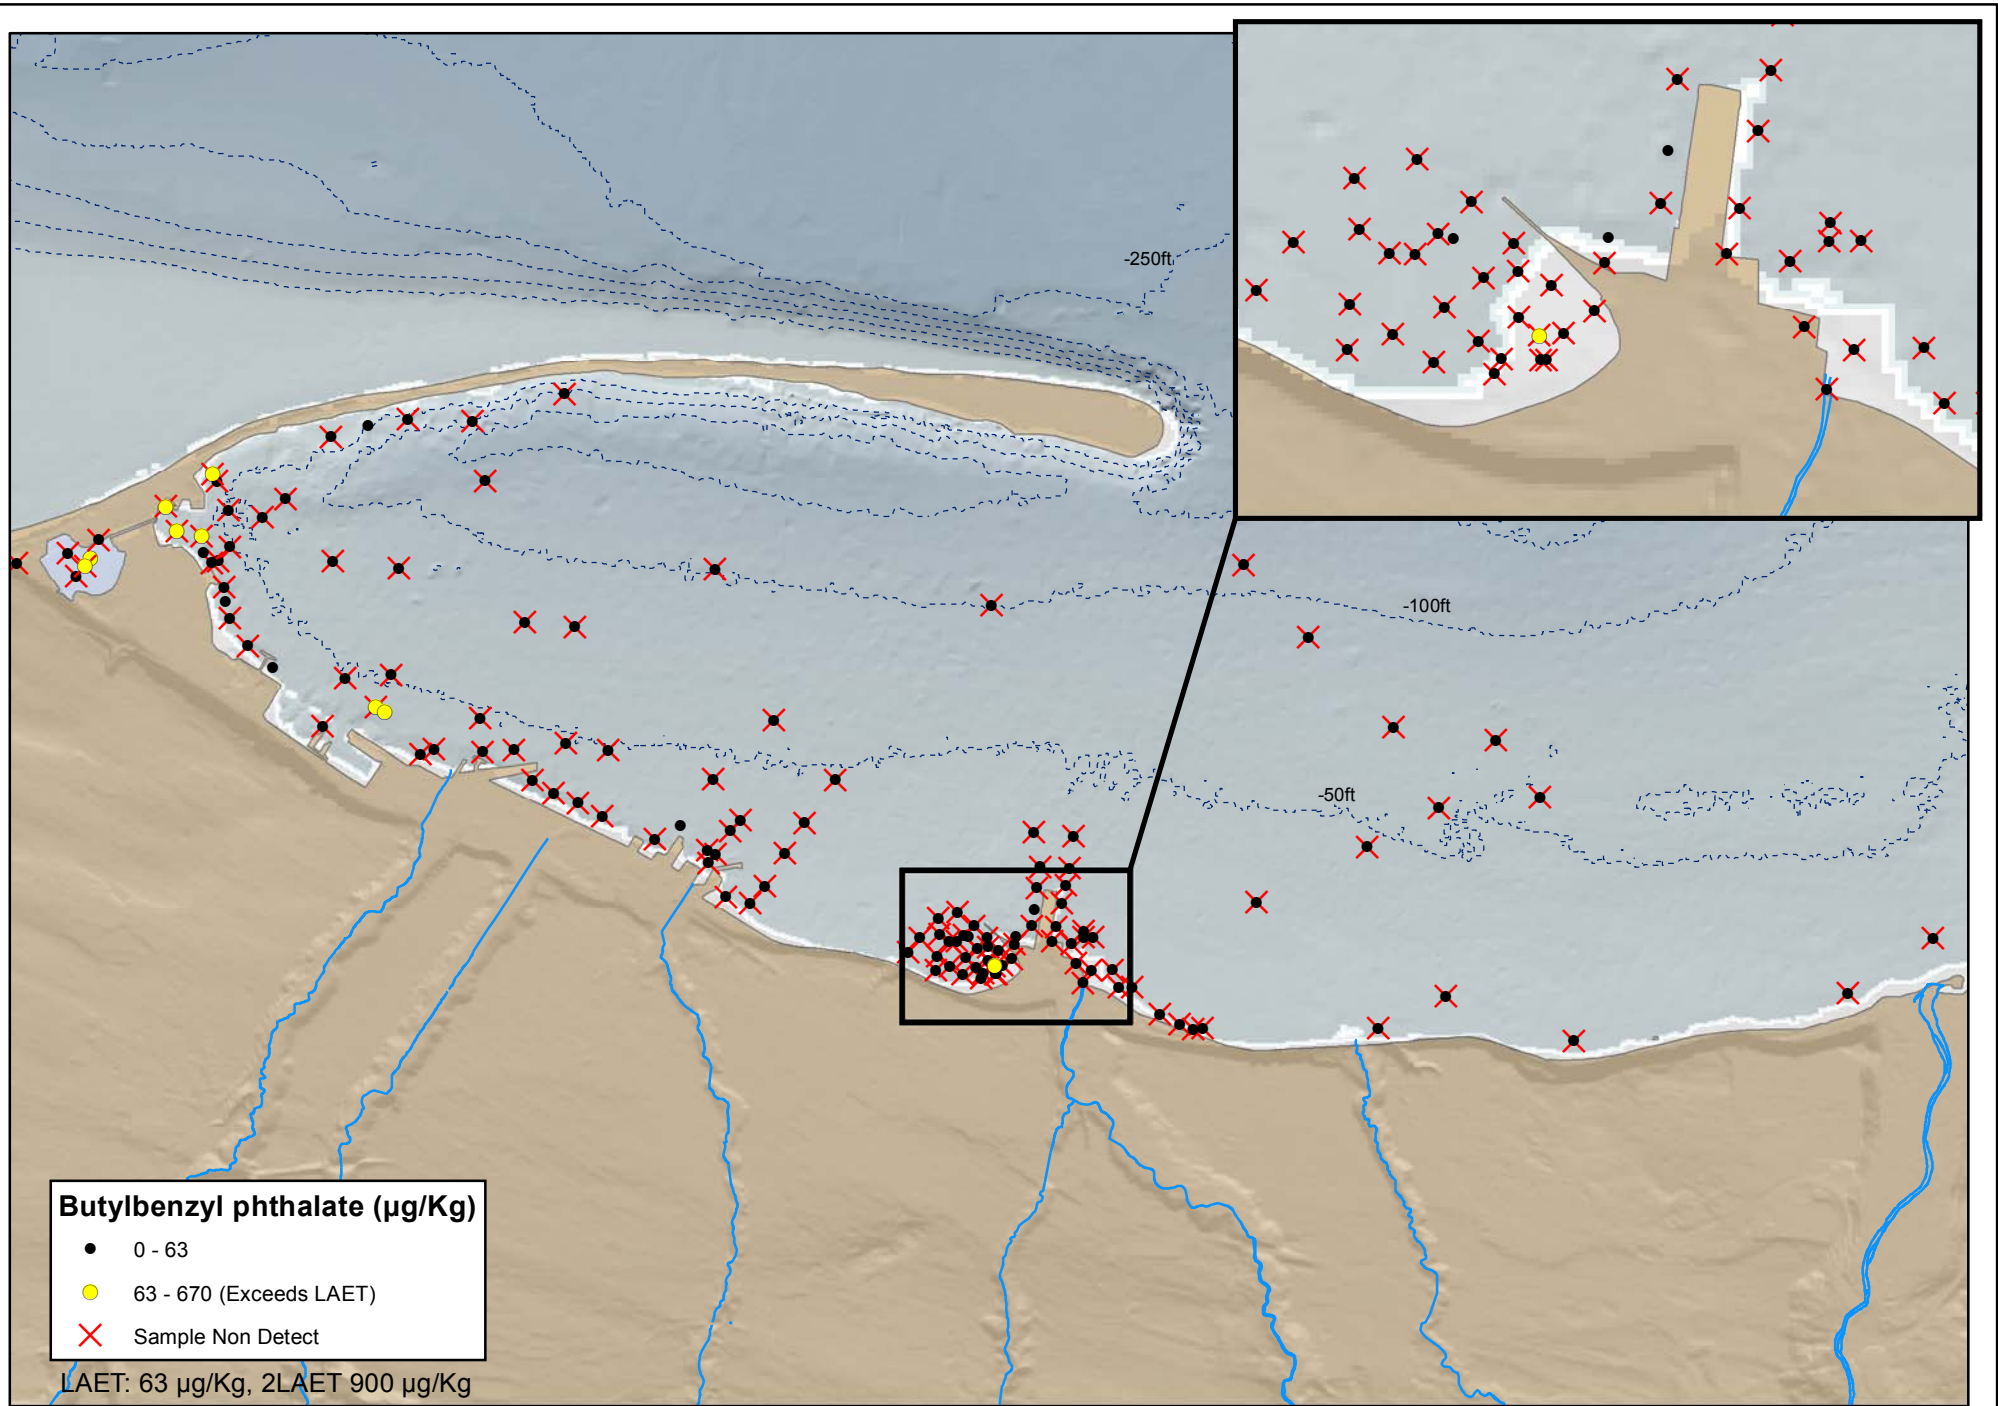 -250ft
-100ft
-50ft
Butylbenzyl phthalate (µg/Kg)
0 - 63
63 - 670 (Exceeds LAET)
Sample Non Detect
LAET: 63 µg/Kg, 2LAET 900 µg/Kg